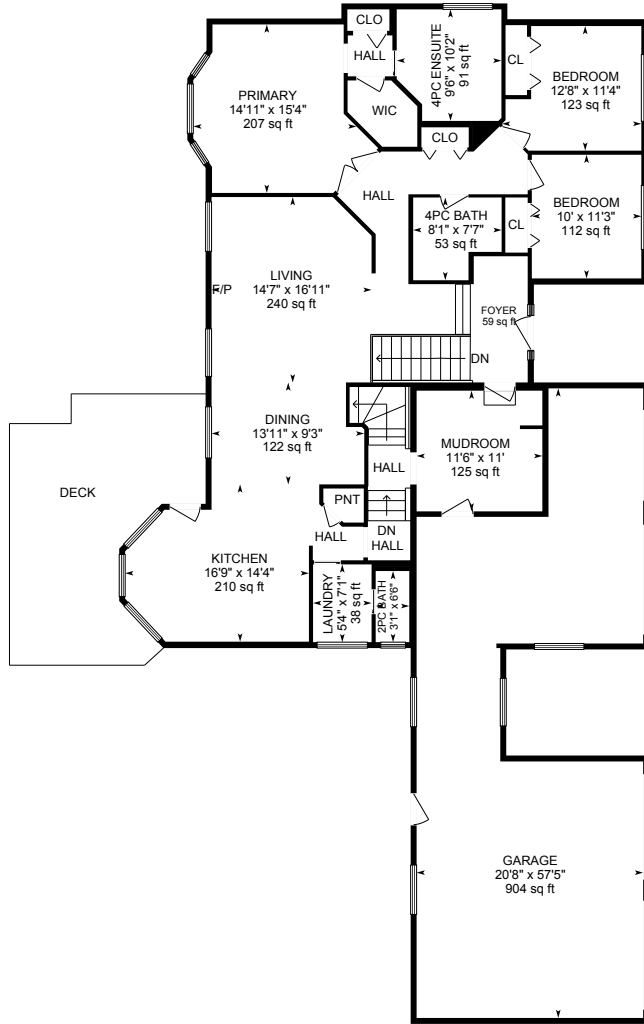 CLO
HALL
4PC ENSUITE
9'6" x 10'2"
91 sq ft
CL
BEDROOM
12'8" x 11'4"
123 sq ft
PRIMARY
14'11" x 15'4"
207 sq ft
WIC
CLO
HALL
4PC BATH
8'1" x 7'7"
53 sq ft
CL
BEDROOM
10' x 11'3"
112 sq ft
F/P
LIVING
14'7" x 16'11"
240 sq ft
FOYER
59 sq ft
DN
DINING
13'11" x 9'3"
122 sq ft
MUDROOM
11'6" x 11'
125 sq ft
HALL
DECK
PNT
HALL
DN
HALL
KITCHEN
16'9" x 14'4"
210 sq ft
LAUNDRY
5'4" x 7'1"
38 sq ft
2PC BATH
3'1" x 6'6"
GARAGE
20'8" x 57'5"
904 sq ft